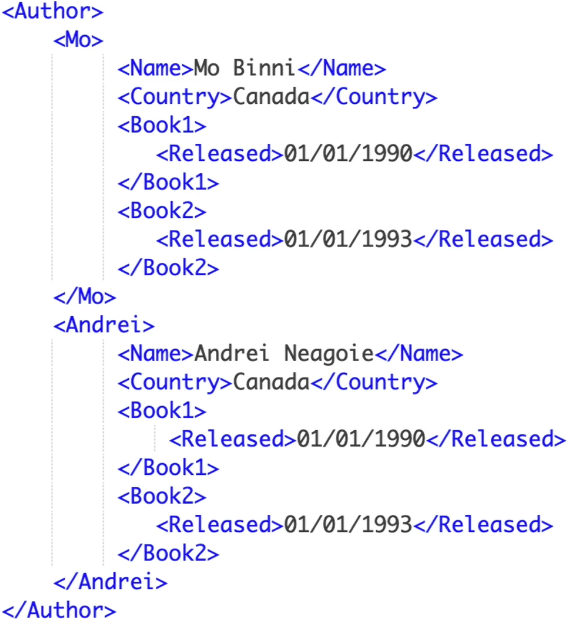 <Author>
<Mo>
<Name>Mo Binni</Name>
<Country>Canada</Country>
<Book1>
<Released>01/01/1990</Released>
</Book1>
<Book2>
<Released>01/01/1993</Released>
</Book2>
</Mo>
<Andrei>
<Name>Andrei Neagoie</Name>
<Country>Canada</Country>
<Book1>
<Released>01/01/1990</Released>
</Book1>
<Book2>
<Released>01/01/1993</Released>
</Book2>
</Andrei>
</Author>